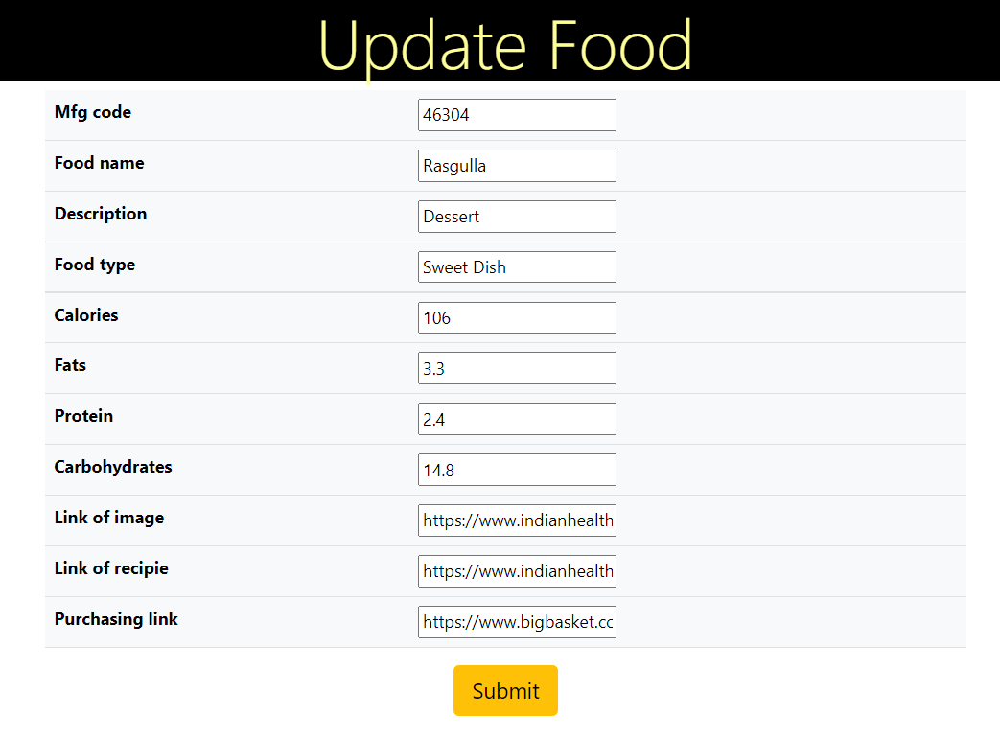 Update Food
Mfg code 46304
Food name Rasgulla
Description Dessert
Food type Sweet Dish
Calories 106
Fats 3.3
Protein 2.4
Carbohydrates 14.8
Link of image https://www.indianhealth
Link of recipie https://www.indianhealth
Purchasing link https://www.bigbasket.cc
Submit